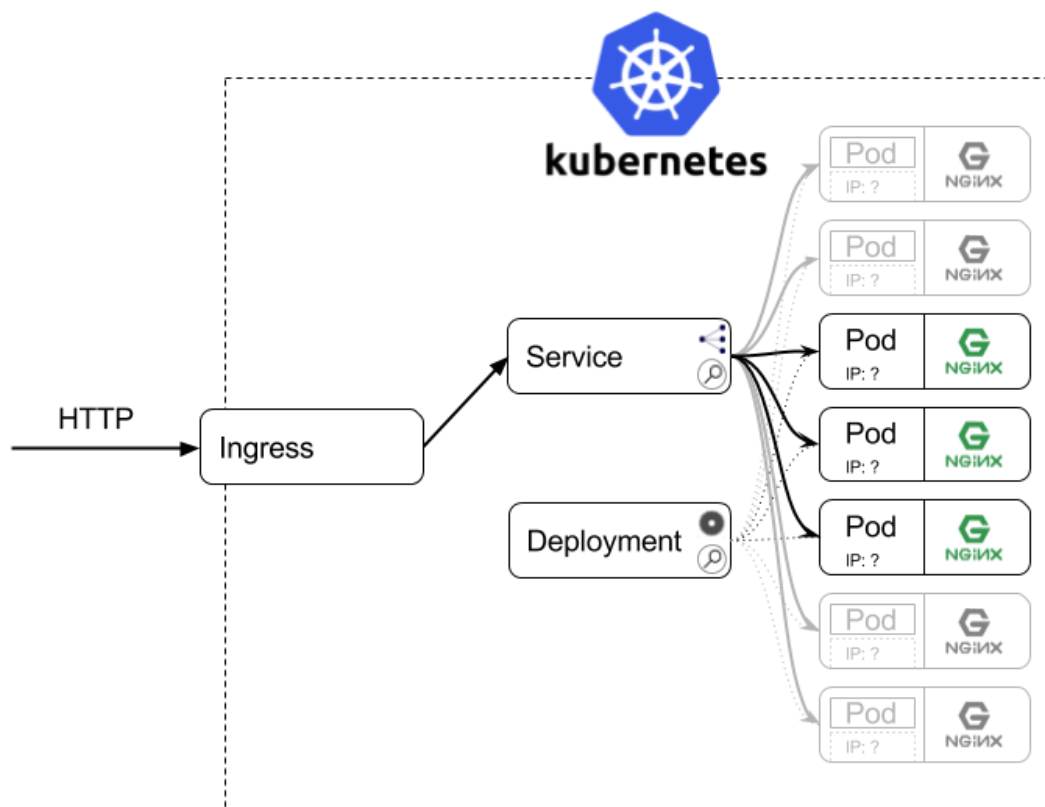 kubernetes
Pod
IP: ?
NGINX
Pod
IP: ?
NGINX
Service
Pod
IP: ?
NGINX
HTTP
Ingress
Pod
IP: ?
NGINX
Deployment
Pod
IP: ?
NGINX
Pod
IP: ?
NGINX
Pod
IP: ?
NGINX